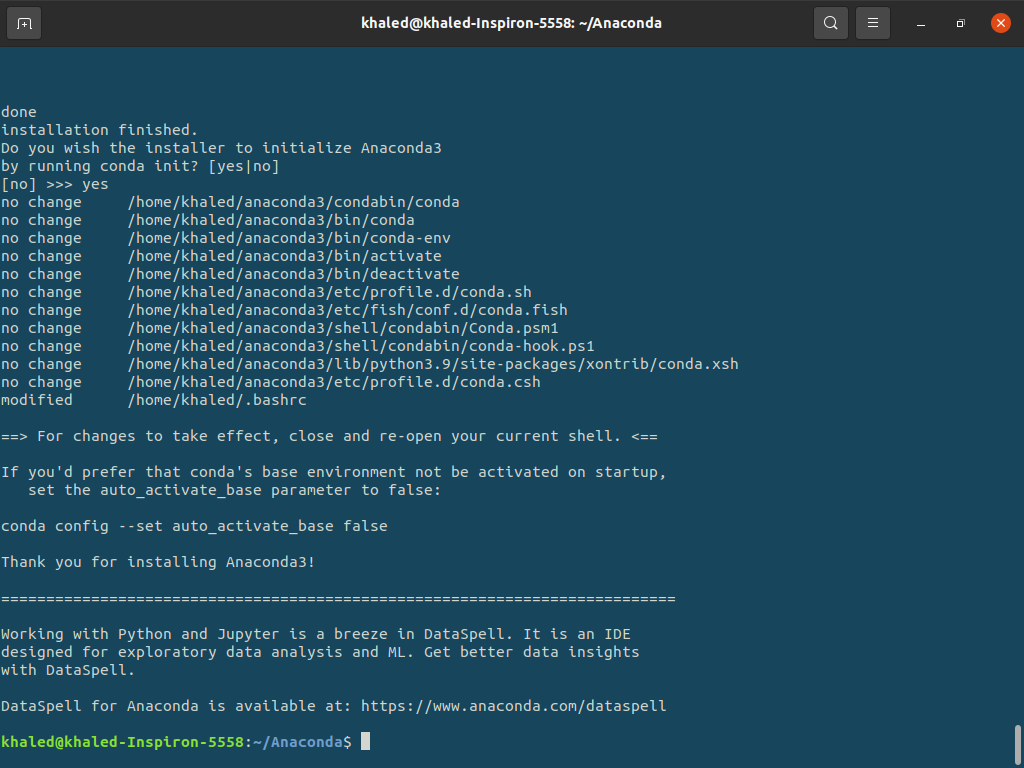 khaled@khaled-Inspiron-5558: ~/Anaconda
done
installation finished.
Do you wish the installer to initialize Anaconda3
by running conda init? [yes|no]
[no] >>> yes
no change     /home/khaled/anaconda3/condabin/conda
no change     /home/khaled/anaconda3/bin/conda
no change     /home/khaled/anaconda3/bin/conda-env
no change     /home/khaled/anaconda3/bin/activate
no change     /home/khaled/anaconda3/bin/deactivate
no change     /home/khaled/anaconda3/etc/profile.d/conda.sh
no change     /home/khaled/anaconda3/etc/fish/conf.d/conda.fish
no change     /home/khaled/anaconda3/shell/condabin/Conda.psm1
no change     /home/khaled/anaconda3/shell/condabin/conda-hook.ps1
no change     /home/khaled/anaconda3/lib/python3.9/site-packages/xontrib/conda.xsh
no change     /home/khaled/anaconda3/etc/profile.d/conda.csh
modified      /home/khaled/.bashrc
==> For changes to take effect, close and re-open your current shell. <==
If you'd prefer that conda's base environment not be activated on startup,
   set the auto_activate_base parameter to false:
conda config --set auto_activate_base false
Thank you for installing Anaconda3!
===========================================================================
Working with Python and Jupyter is a breeze in DataSpell. It is an IDE
designed for exploratory data analysis and ML. Get better data insights
with DataSpell.
DataSpell for Anaconda is available at: https://www.anaconda.com/dataspell
khaled@khaled-Inspiron-5558:~/Anaconda$